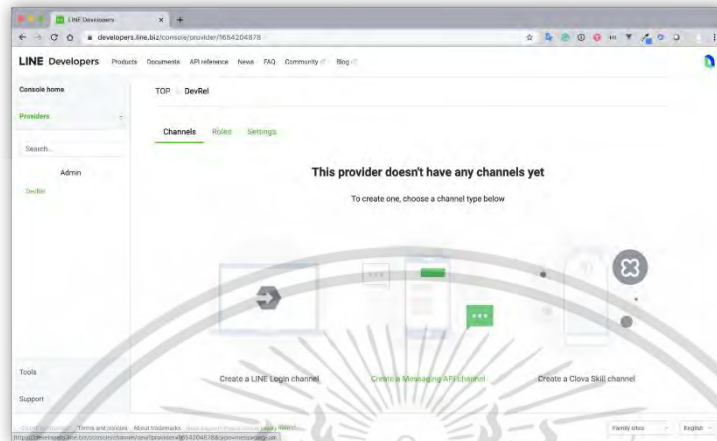 LINE Developers
developers.line.biz/console/provider/1654204878
LINE Developers Products Documents API reference News FAQ Community Blog
Console home
TOP DevRel
Providers
Channels Roles Settings
Search...
Admin
This provider doesn't have any channels yet
DevRel
To create one, choose a channel type below
Create a LINE Login channel Create a Messaging API channel Create a Clova Skill channel
Tools
Support
Terms and policies About trademarks
Family sites English